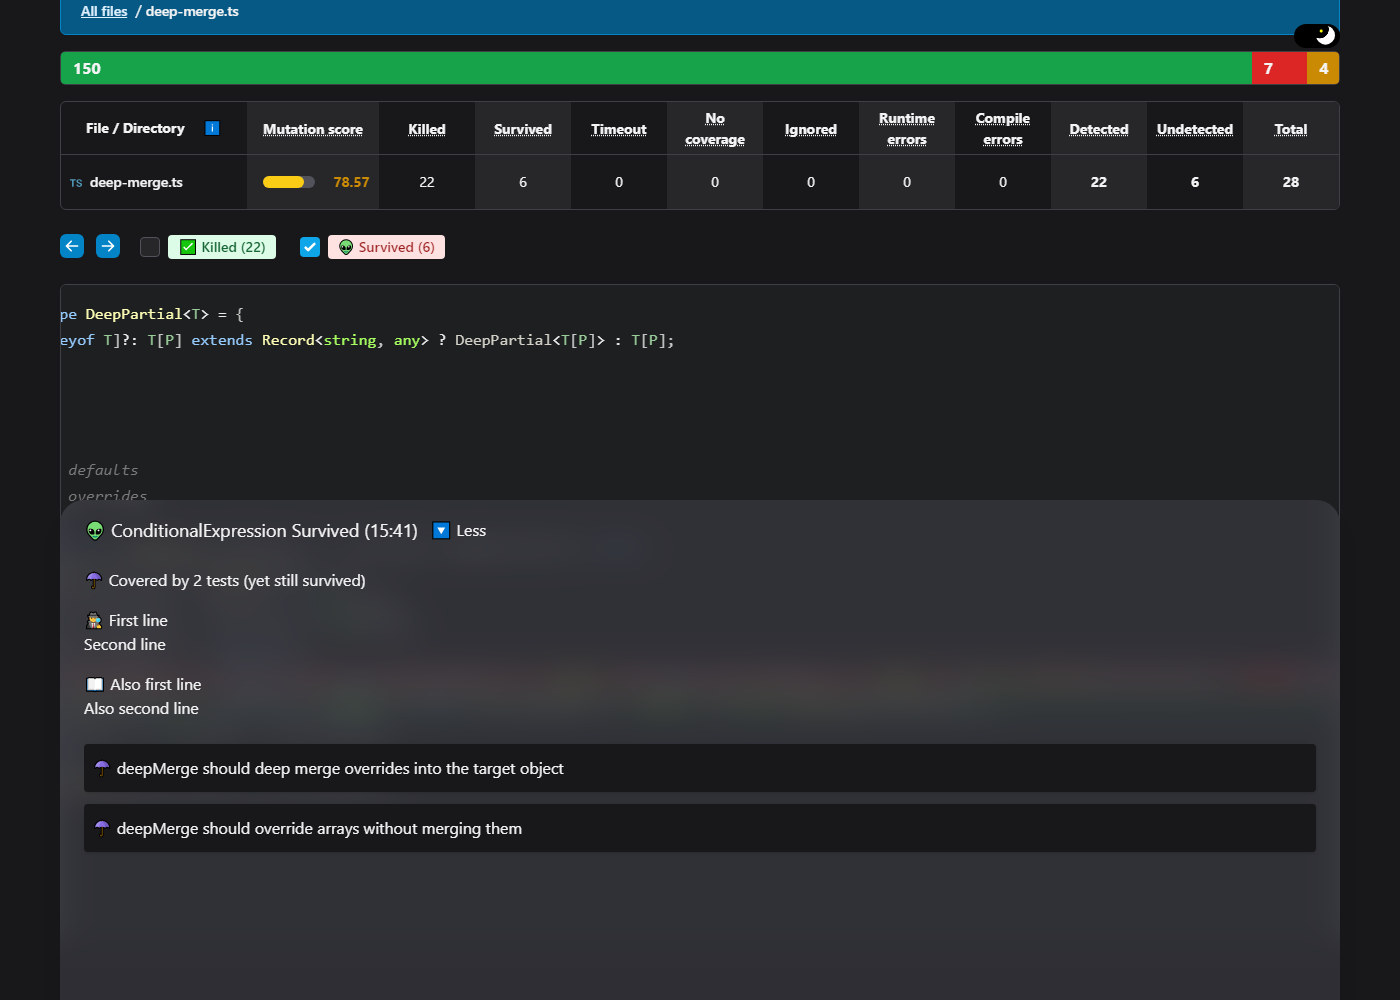 All files / deep-merge.ts
150 7 4
File / Directory Mutation score Killed Survived Timeout No coverage Ignored Runtime errors Compile errors Detected Undetected Total
TS deep-merge.ts 78.57 22 6 0 0 0 0 0 22 6 28
Killed (22) Survived (6)
pe DeepPartial<T> = {
eyof T]?: T[P] extends Record<string, any> ? DeepPartial<T[P]> : T[P];
defaults
overrides
ConditionalExpression Survived (15:41) Less
Covered by 2 tests (yet still survived)
First line
Second line
Also first line
Also second line
deepMerge should deep merge overrides into the target object
deepMerge should override arrays without merging them